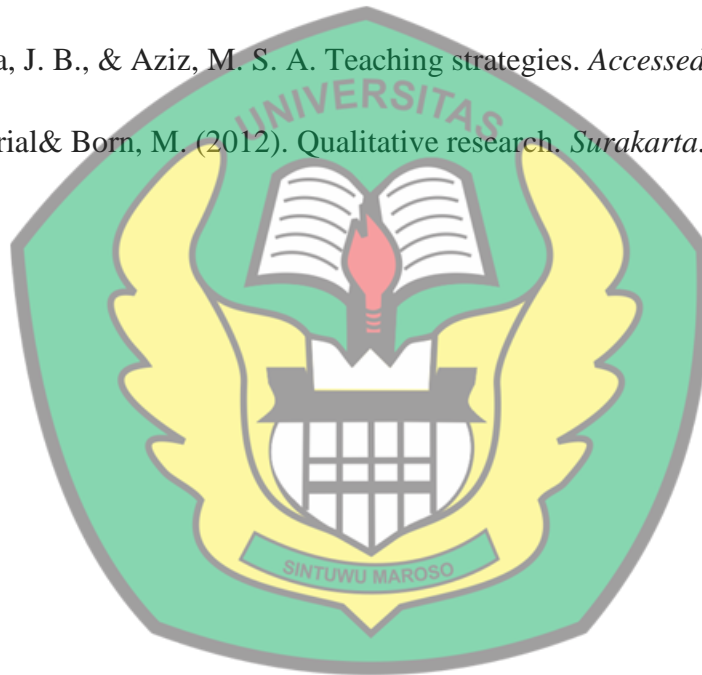 a, J. B., & Aziz, M. S. A. Teaching strategies. Accessed
rial& Born, M. (2012). Qualitative research. Surakarta.
UNIVERSITAS
SINTUWU MAROSO